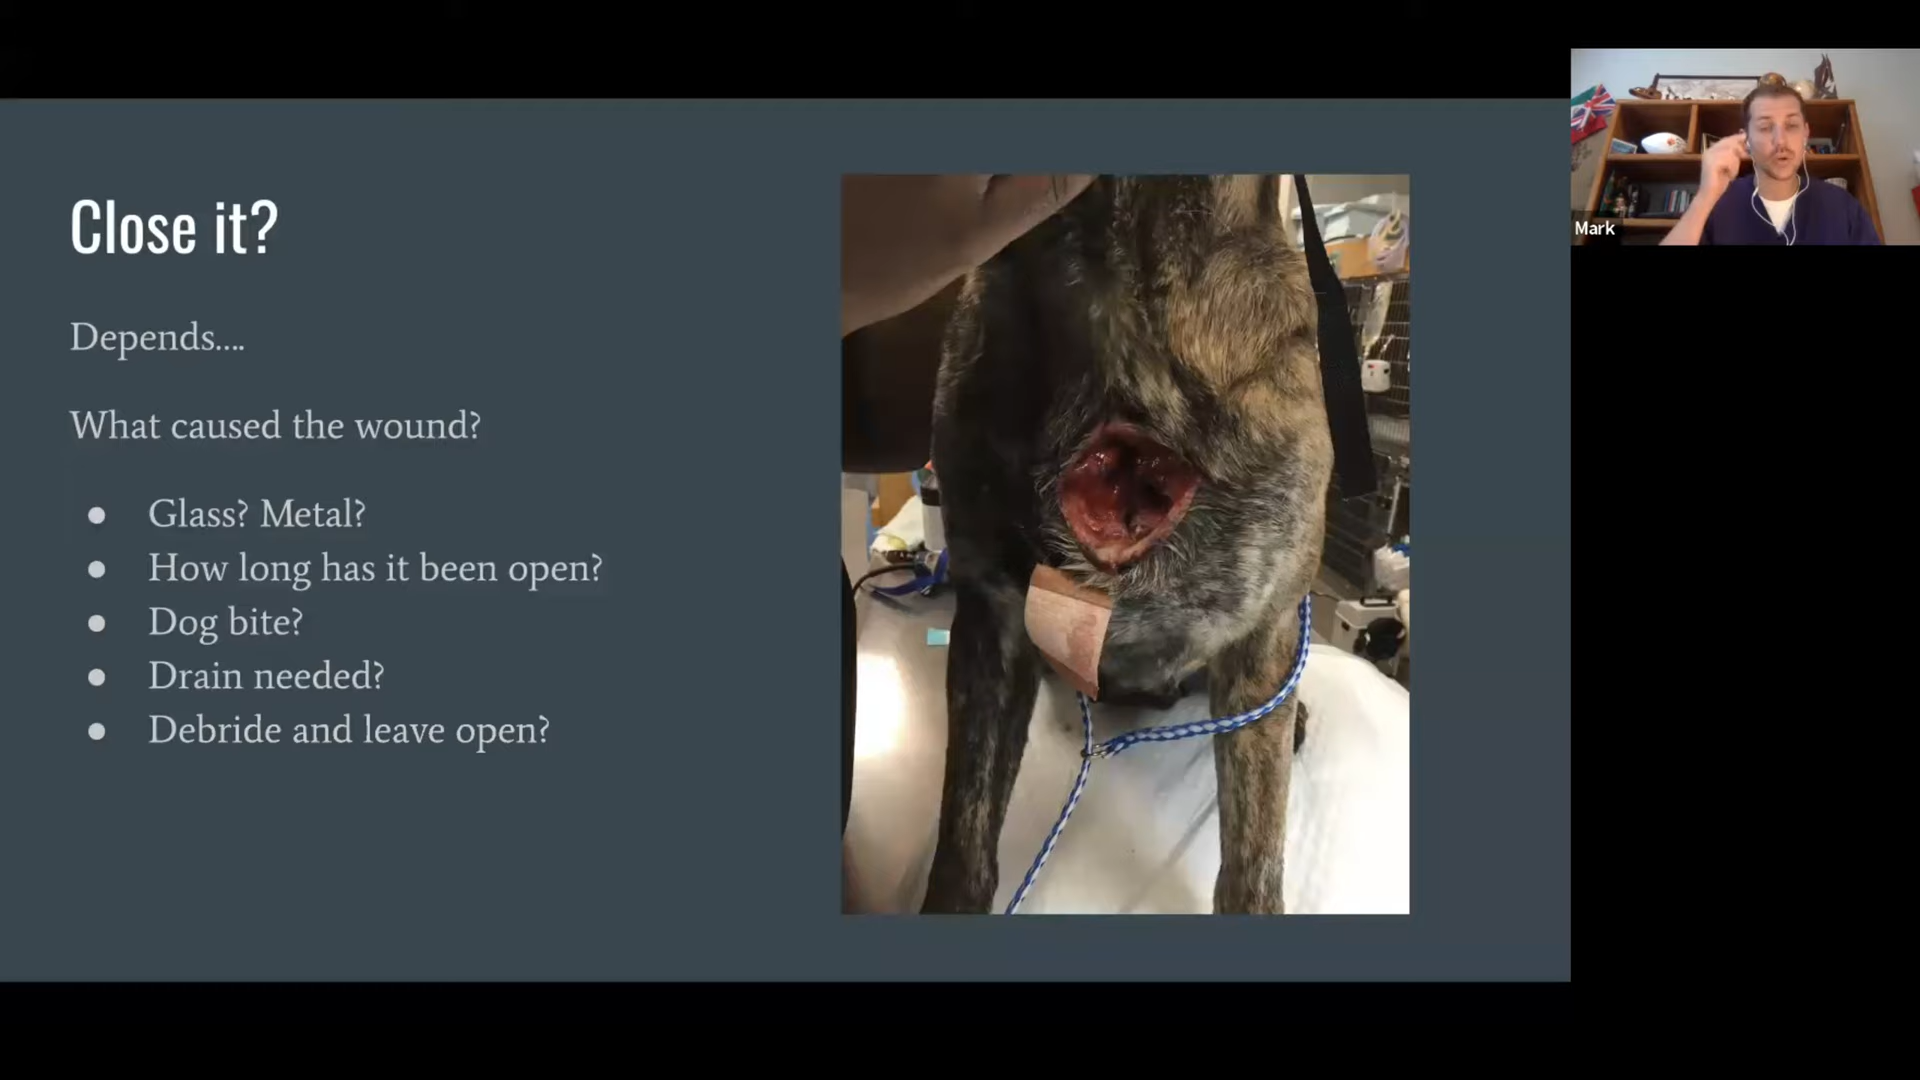 Close it?
Depends....
What caused the wound?
Glass? Metal?
How long has it been open?
Dog bite?
Drain needed?
Debride and leave open?
Mark